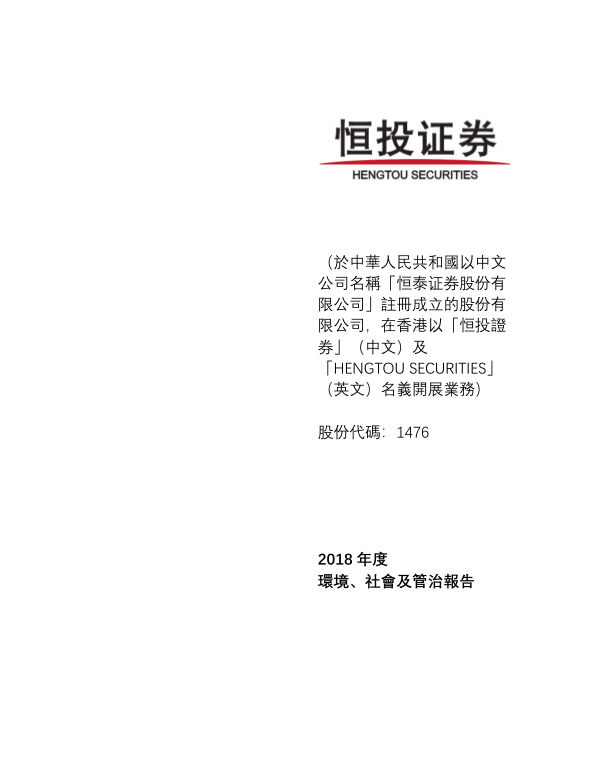 恒投证券
HENGTOU SECURITIES
（於中華人民共和國以中文
公司名稱「恒泰证券股份有
限公司」註冊成立的股份有
限公司，在香港以「恒投證
券」（中文）及
「HENGTOU SECURITIES」
（英文）名義開展業務）
股份代碼：1476
2018 年度
環境、社會及管治報告